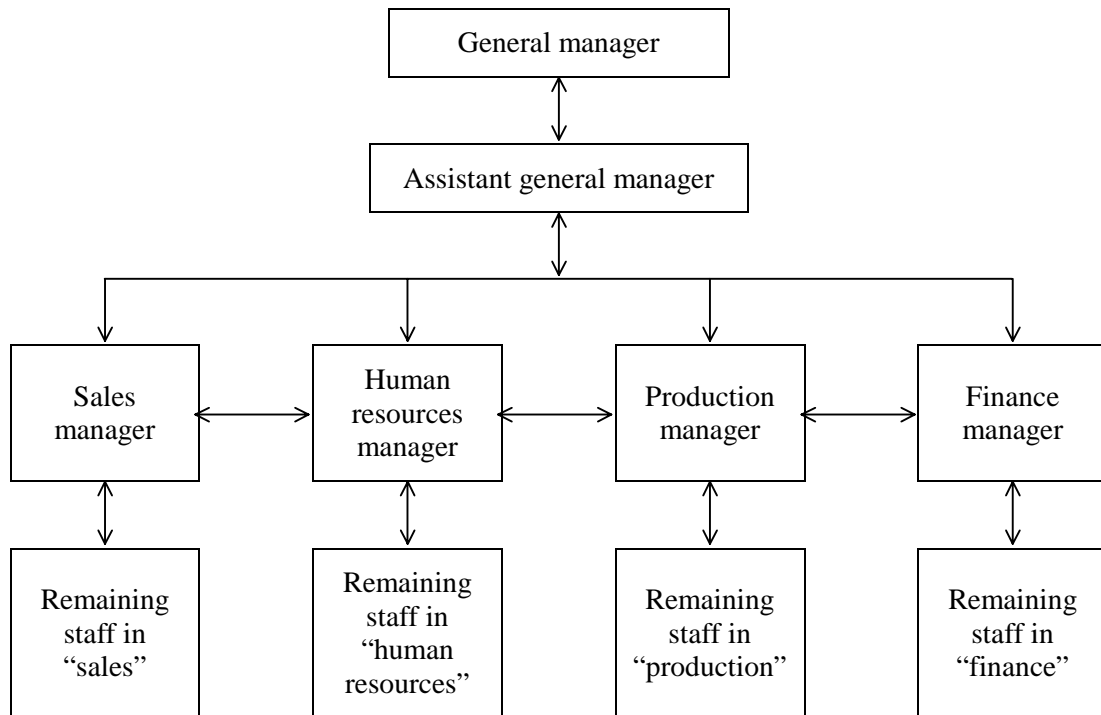 General manager
Assistant general manager
Sales
manager
Human
resources
manager
Production
manager
Finance
manager
Remaining
staff in
“sales”
Remaining
staff in
“human
resources”
Remaining
staff in
“production”
Remaining
staff in
“finance”